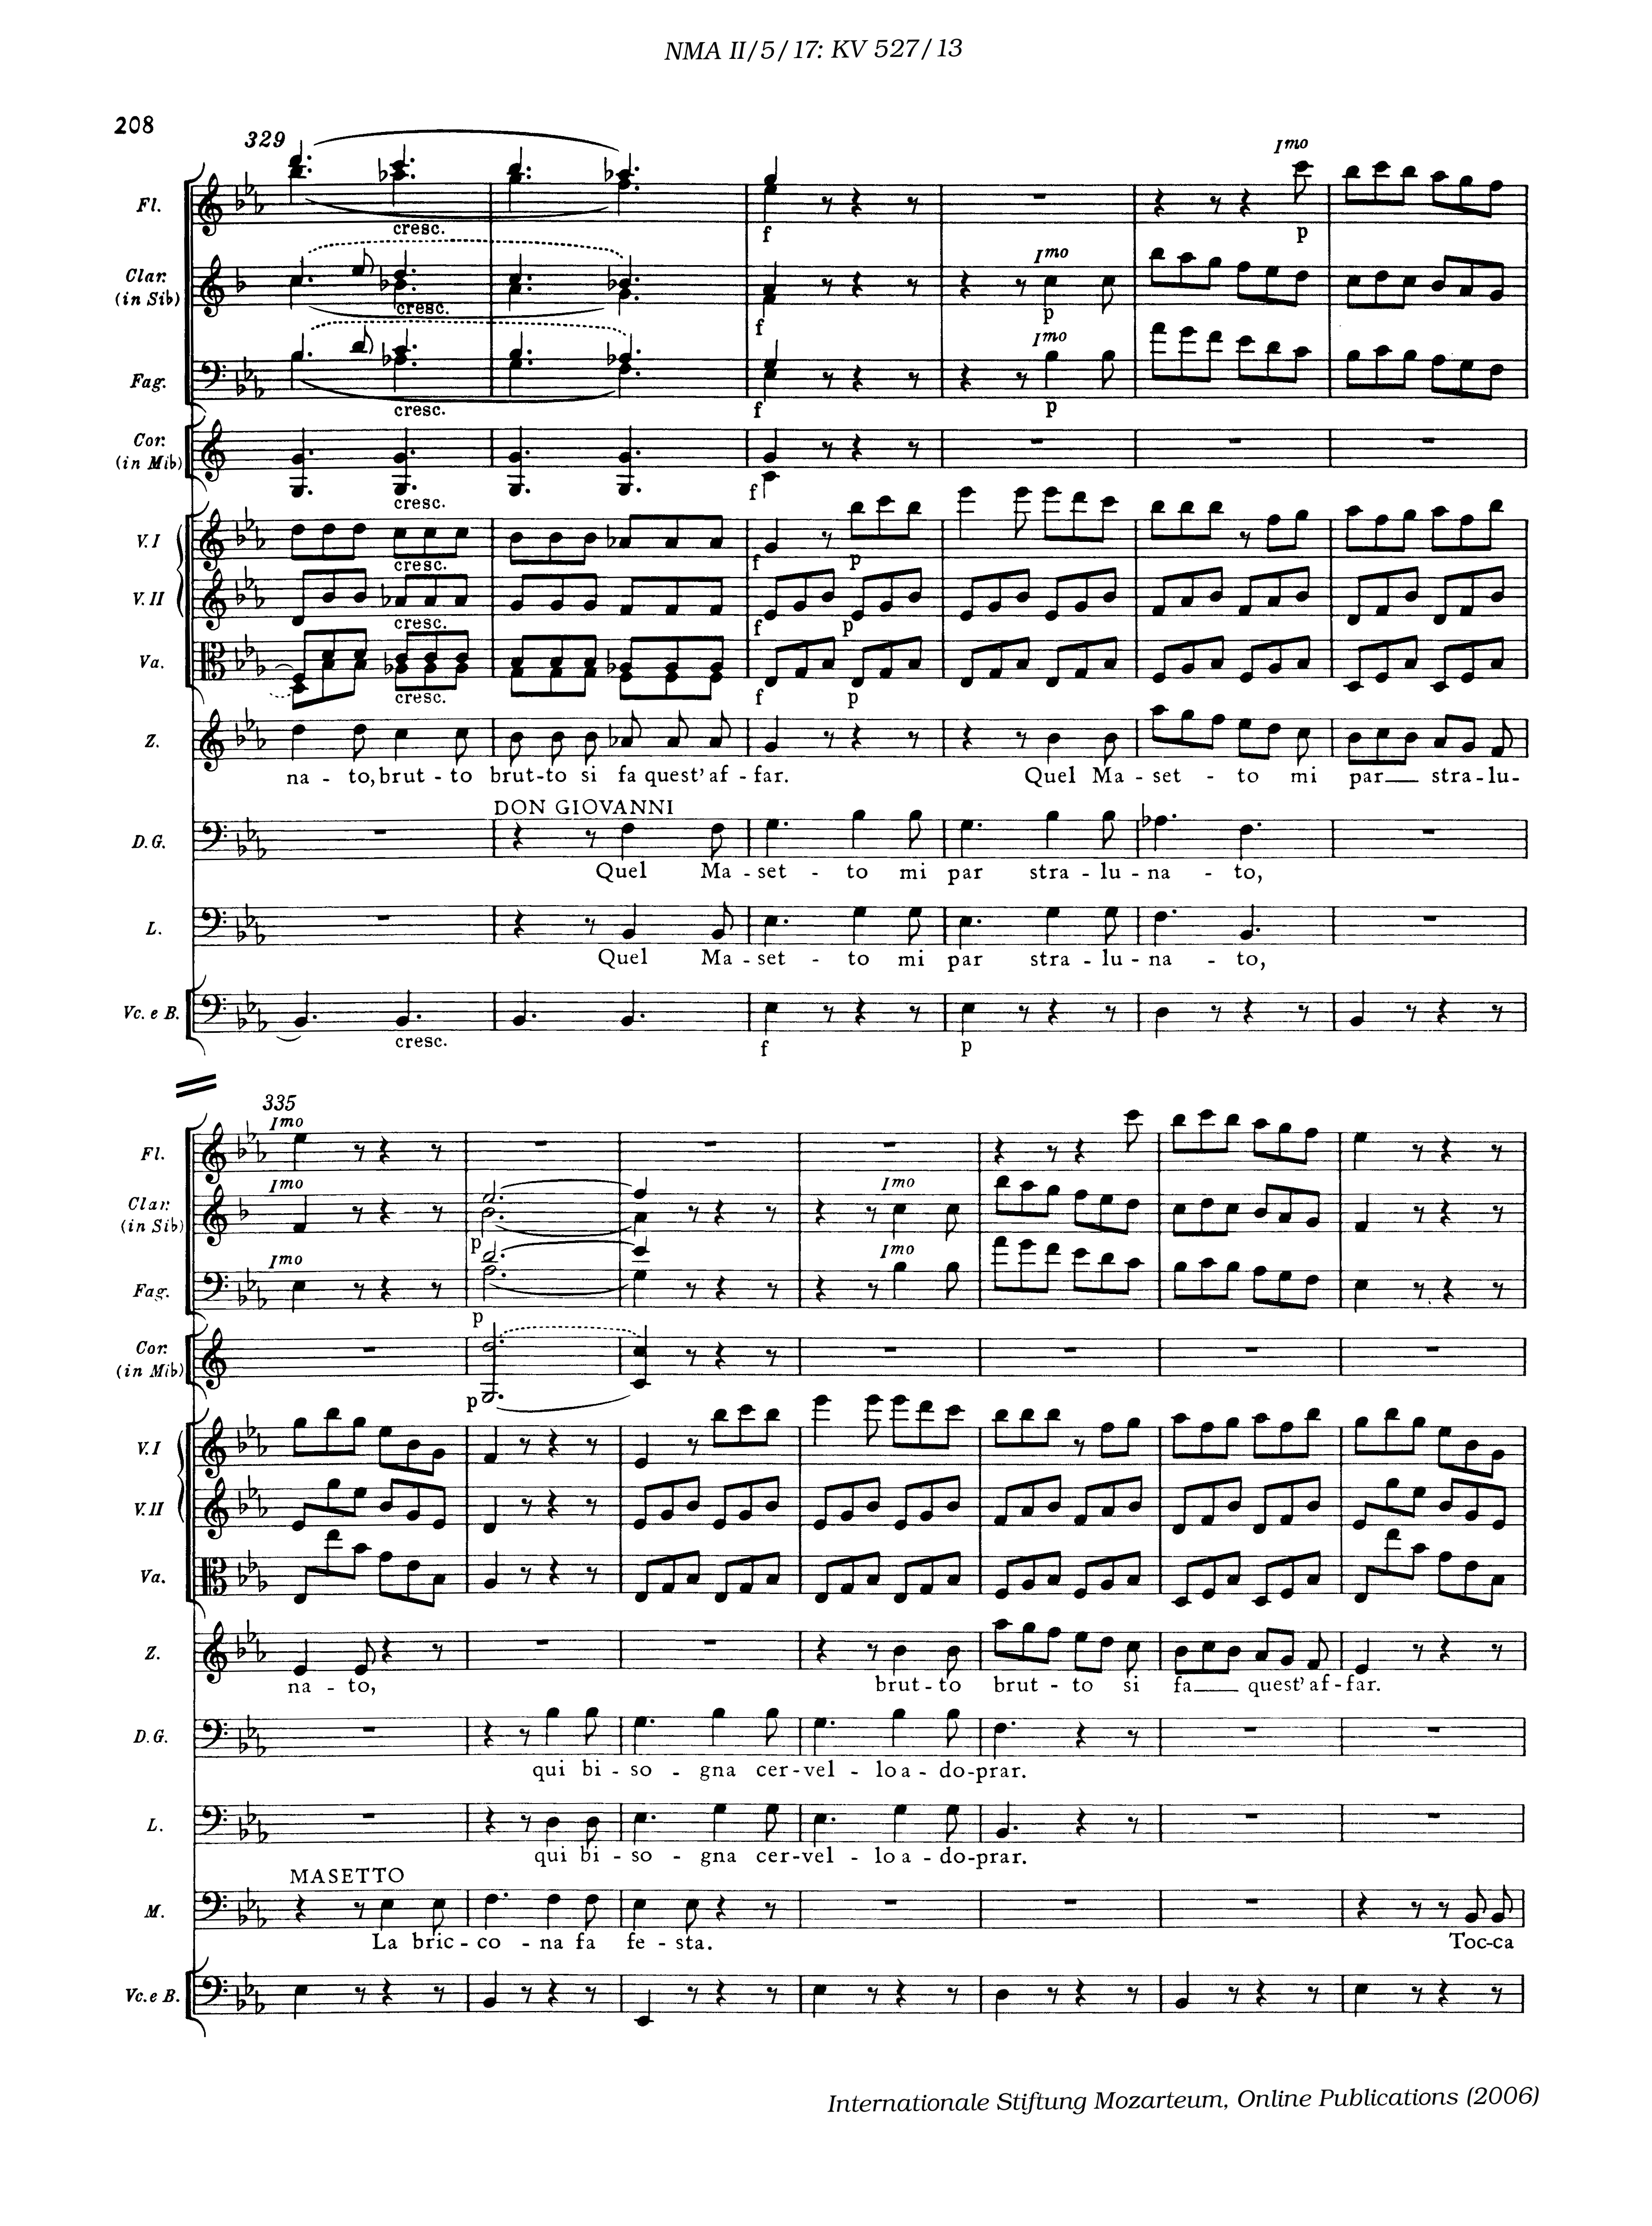 NMA II/5/17: KV 527/13
208
329
Imo
Fl.
cresc.
f
p
Clar.
(in Sib)
cresc.
f
Imo
p
Fag.
cresc.
f
Imo
p
Cor.
(in Mib)
cresc.
f
V. I
cresc.
f
p
V. II
cresc.
f
p
Va.
cresc.
f
p
Z.
na - to, brut - to brut-to si fa quest' af - far. Quel Ma - set - to mi par stra - lu -
DON GIOVANNI
D. G.
Quel Ma - set - to mi par stra - lu - na - to,
L.
Quel Ma - set - to mi par stra - lu - na - to,
Vc. e B.
cresc.
f
p
335
Imo
Fl.
Imo
Clar.
(in Sib)
p
Imo
Imo
Fag.
p
Imo
Cor.
(in Mib)
p
V. I
V. II
Va.
Z.
na - to, brut - to brut - to si fa quest' af - far.
D. G.
qui bi - so - gna cer-vel - lo a - do-prar.
L.
qui bi - so - gna cer-vel - lo a - do-prar.
MASETTO
M.
La bric - co - na fa fe - sta. Toc-ca
Vc. e B.
Internationale Stiftung Mozarteum, Online Publications (2006)